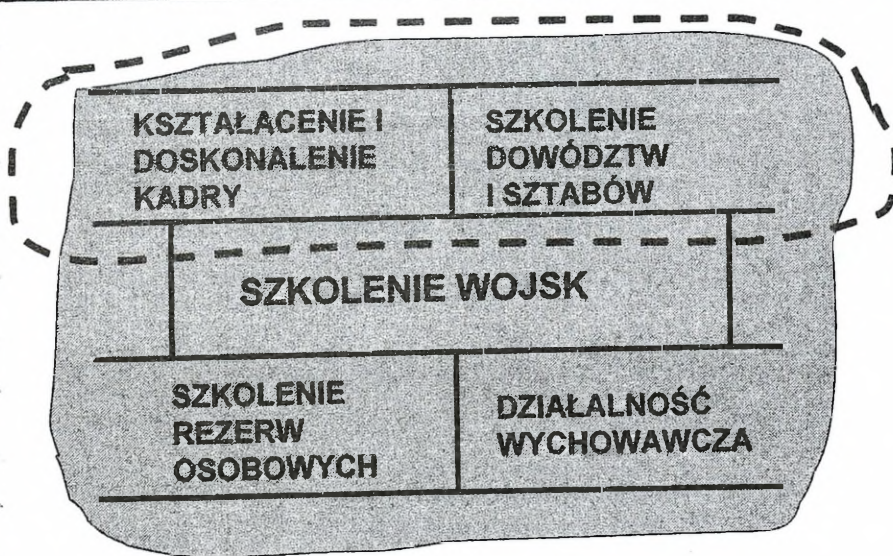 KSZTAŁACENIE I
DOSKONALENIE
KADRY
SZKOLENIE
DOWÓDZTW
I SZTABÓW
SZKOLENIE WOJSK
SZKOLENIE
REZERW
OSOBOWYCH
DZIAŁALNOŚĆ
WYCHOWAWCZA